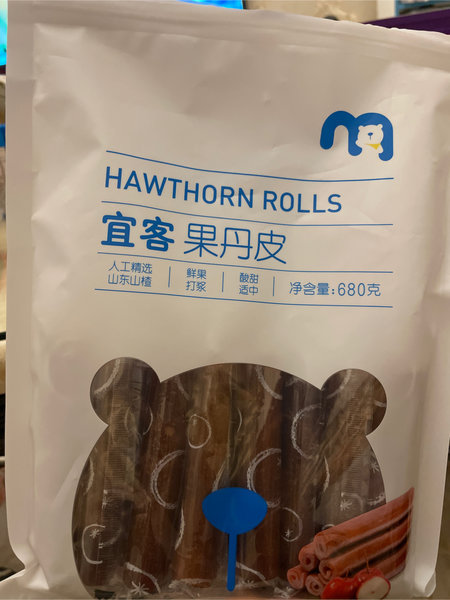 m
HAWTHORN ROLLS
宜客 果丹皮
人工精选 鲜果 酸甜 净含量:680克
山东山楂 打浆 适中